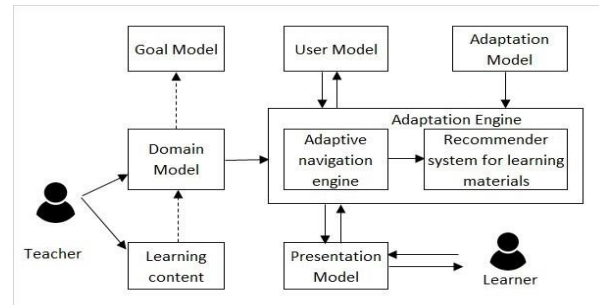 Goal Model
User Model
Adaptation
Model
Adaptation Engine
Domain
Model
Adaptive
navigation
engine
Recommender
system for learning
materials
Teacher
Learning
content
Presentation
Model
Learner